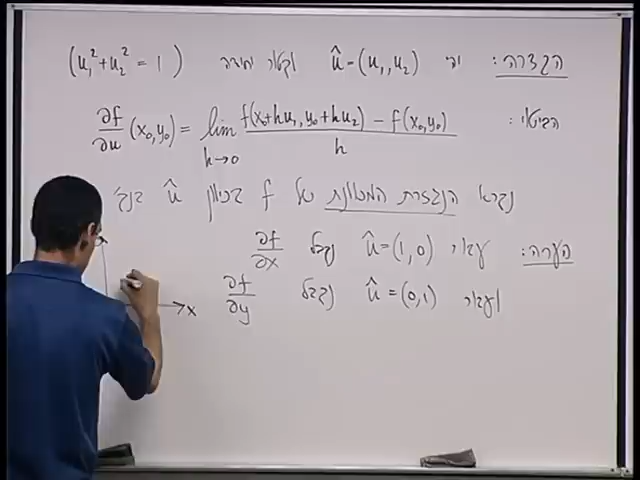 הגדרה: יהי û=(u₁,u₂) וקטור יחידה (u₁²+u₂²=1)
הביטוי: ∂f/∂u (x₀,y₀) = lim h→0 (f(x₀+hu₁,y₀+hu₂) - f(x₀,y₀))/h
נקרא הנגזרת המכוונת של f בכיוון û
הערה: עבור û=(1,0) נקבל ∂f/∂x
ועבור û=(0,1) נקבל ∂f/∂y
x